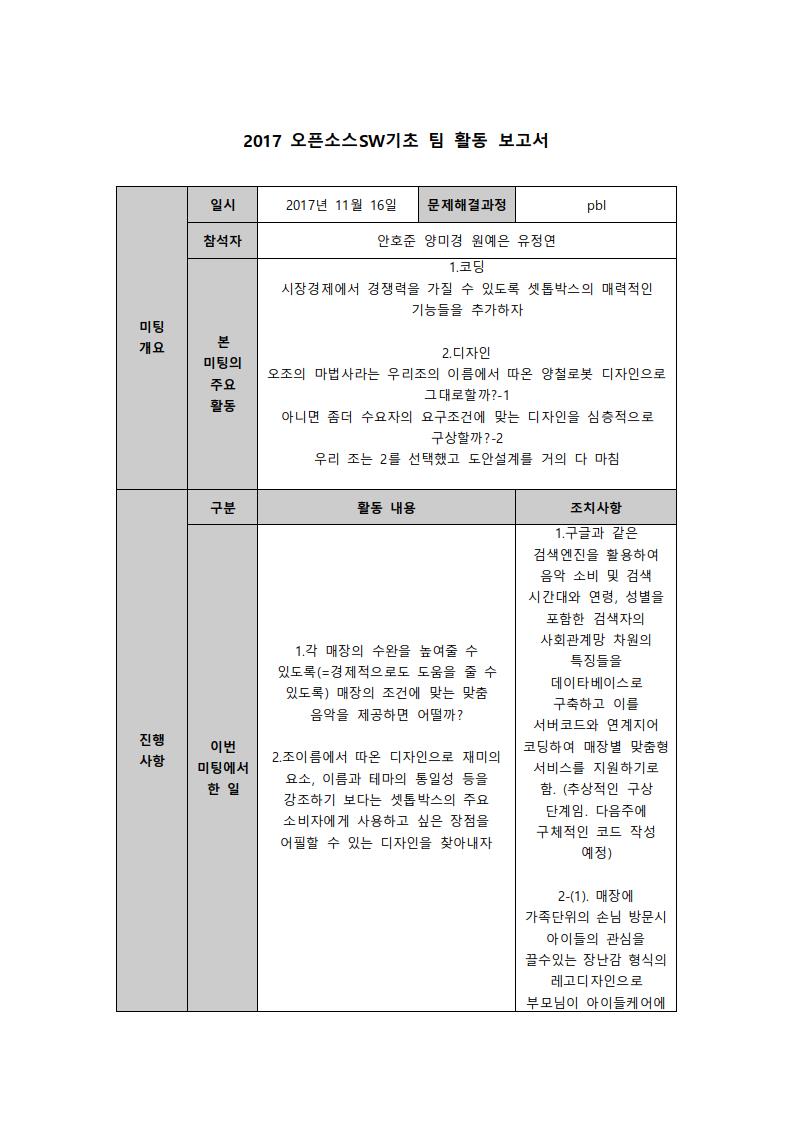 2017 오픈소스SW기초 팀 활동 보고서
미팅
개요
일시
2017년 11월 16일
문제해결과정
pbl
참석자
안호준 양미경 원예은 유정연
본
미팅의
주요
활동
1.코딩
시장경제에서 경쟁력을 가질 수 있도록 셋톱박스의 매력적인
기능들을 추가하자
2.디자인
오조의 마법사라는 우리조의 이름에서 따온 양철로봇 디자인으로
그대로할까?-1
아니면 좀더 수요자의 요구조건에 맞는 디자인을 심층적으로
구상할까?-2
우리 조는 2를 선택했고 도안설계를 거의 다 마침
진행
사항
구분
활동 내용
조치사항
이번
미팅에서
한 일
1.각 매장의 수완을 높여줄 수
있도록(=경제적으로도 도움을 줄 수
있도록) 매장의 조건에 맞는 맞춤
음악을 제공하면 어떨까?
2.조이름에서 따온 디자인으로 재미의
요소, 이름과 테마의 통일성 등을
강조하기 보다는 셋톱박스의 주요
소비자에게 사용하고 싶은 장점을
어필할 수 있는 디자인을 찾아내자
1.구글과 같은
검색엔진을 활용하여
음악 소비 및 검색
시간대와 연령, 성별을
포함한 검색자의
사회관계망 차원의
특징들을
데이타베이스로
구축하고 이를
서버코드와 연계지어
코딩하여 매장별 맞춤형
서비스를 지원하기로
함. (추상적인 구상
단계임. 다음주에
구체적인 코드 작성
예정)
2-(1). 매장에
가족단위의 손님 방문시
아이들의 관심을
끌수있는 장난감 형식의
레고디자인으로
부모님이 아이들케어에